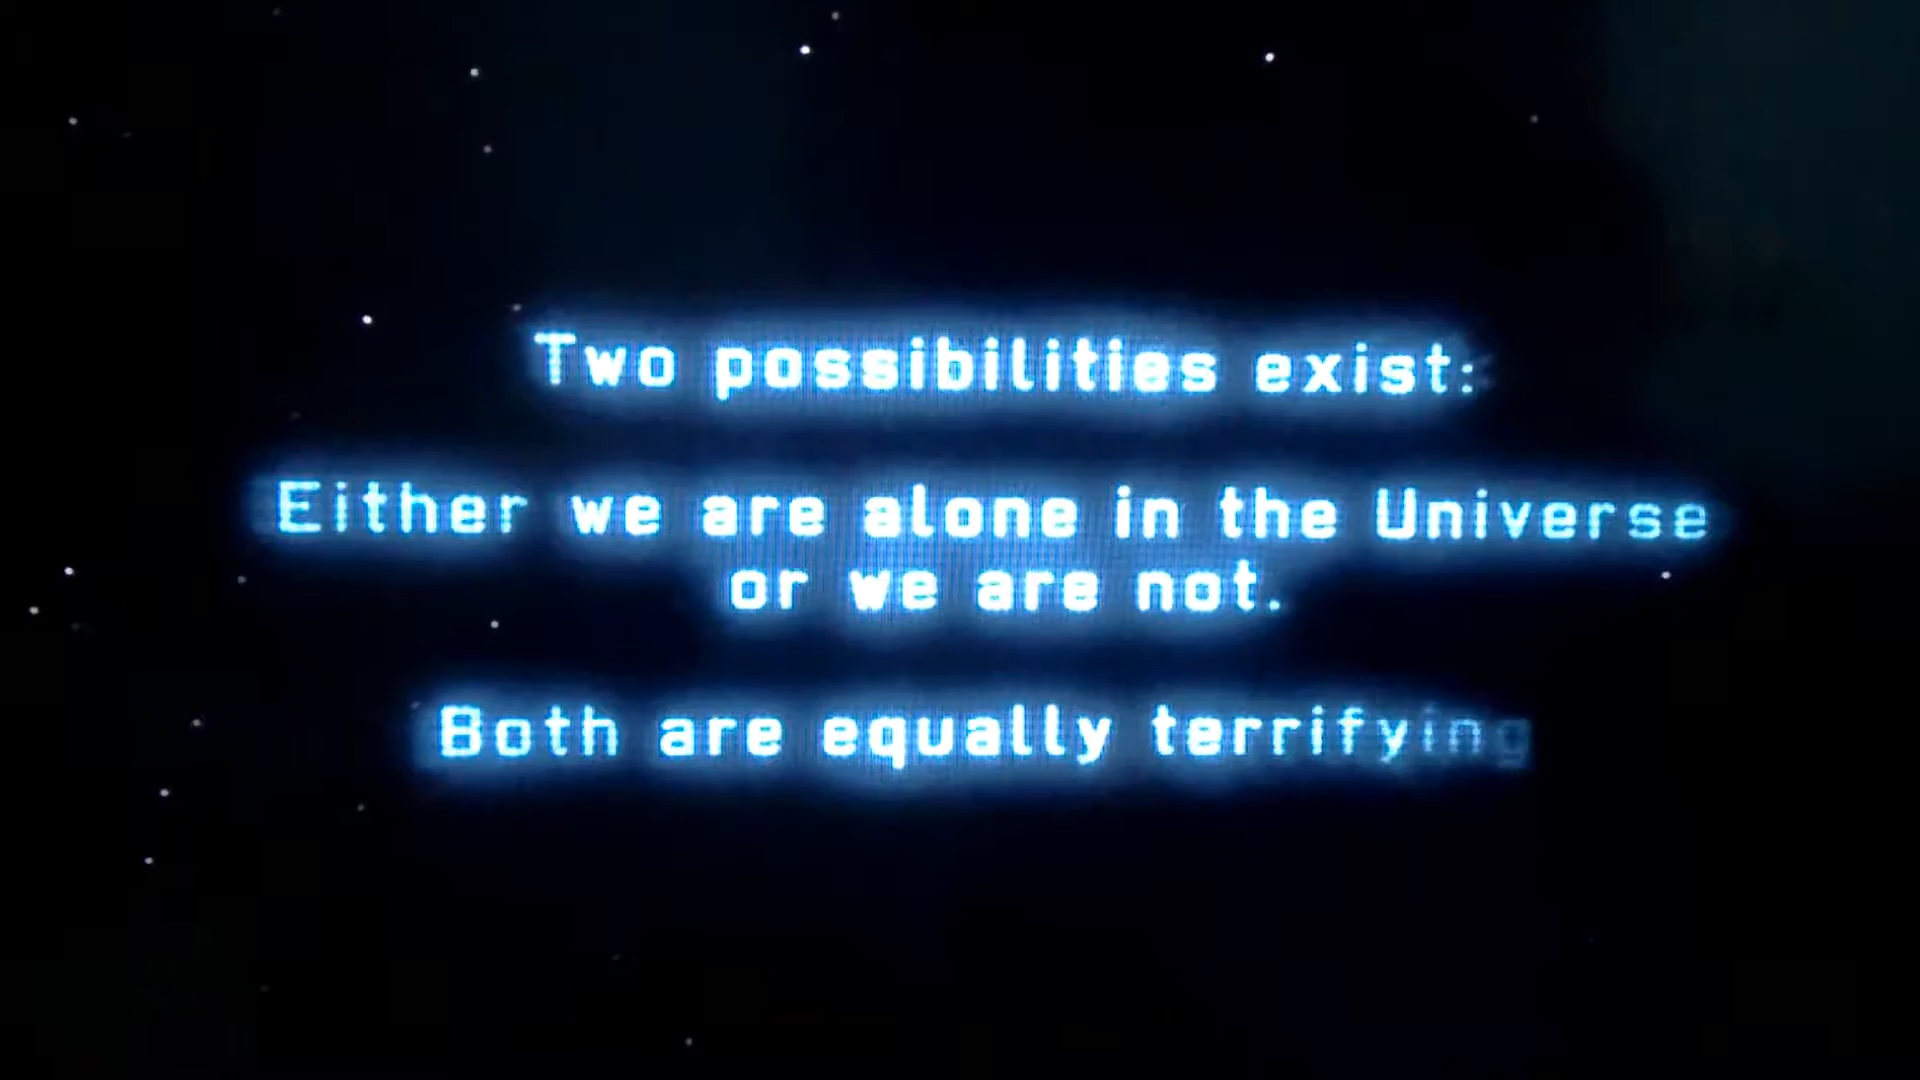 Two possibilities exist:
Either we are alone in the Universe
or we are not.
Both are equally terrifying